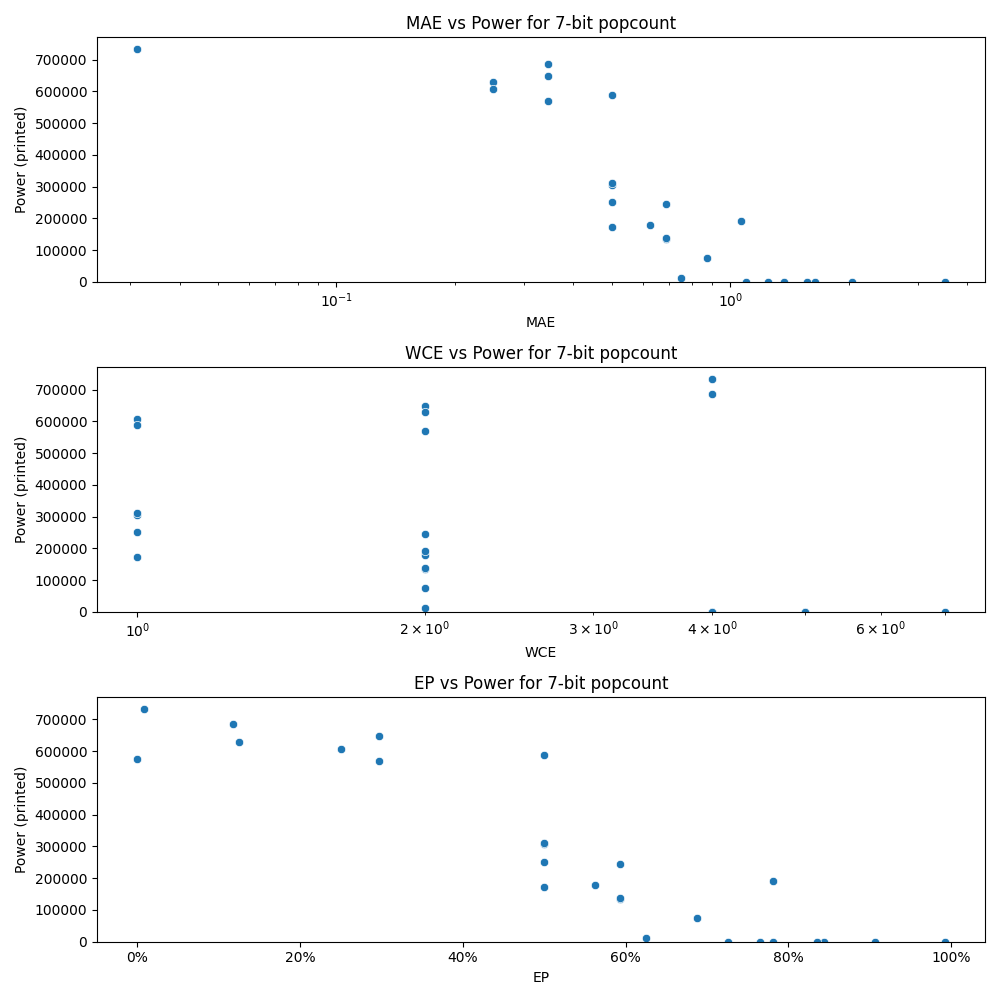 MAE vs Power for 7-bit popcount
700000
600000
500000
400000
300000
200000
100000
0
Power (printed)
10⁻¹ 10⁰
MAE
WCE vs Power for 7-bit popcount
700000
600000
500000
400000
300000
200000
100000
0
Power (printed)
10⁰ 2 × 10⁰ 3 × 10⁰ 4 × 10⁰ 6 × 10⁰
WCE
EP vs Power for 7-bit popcount
700000
600000
500000
400000
300000
200000
100000
0
Power (printed)
0% 20% 40% 60% 80% 100%
EP